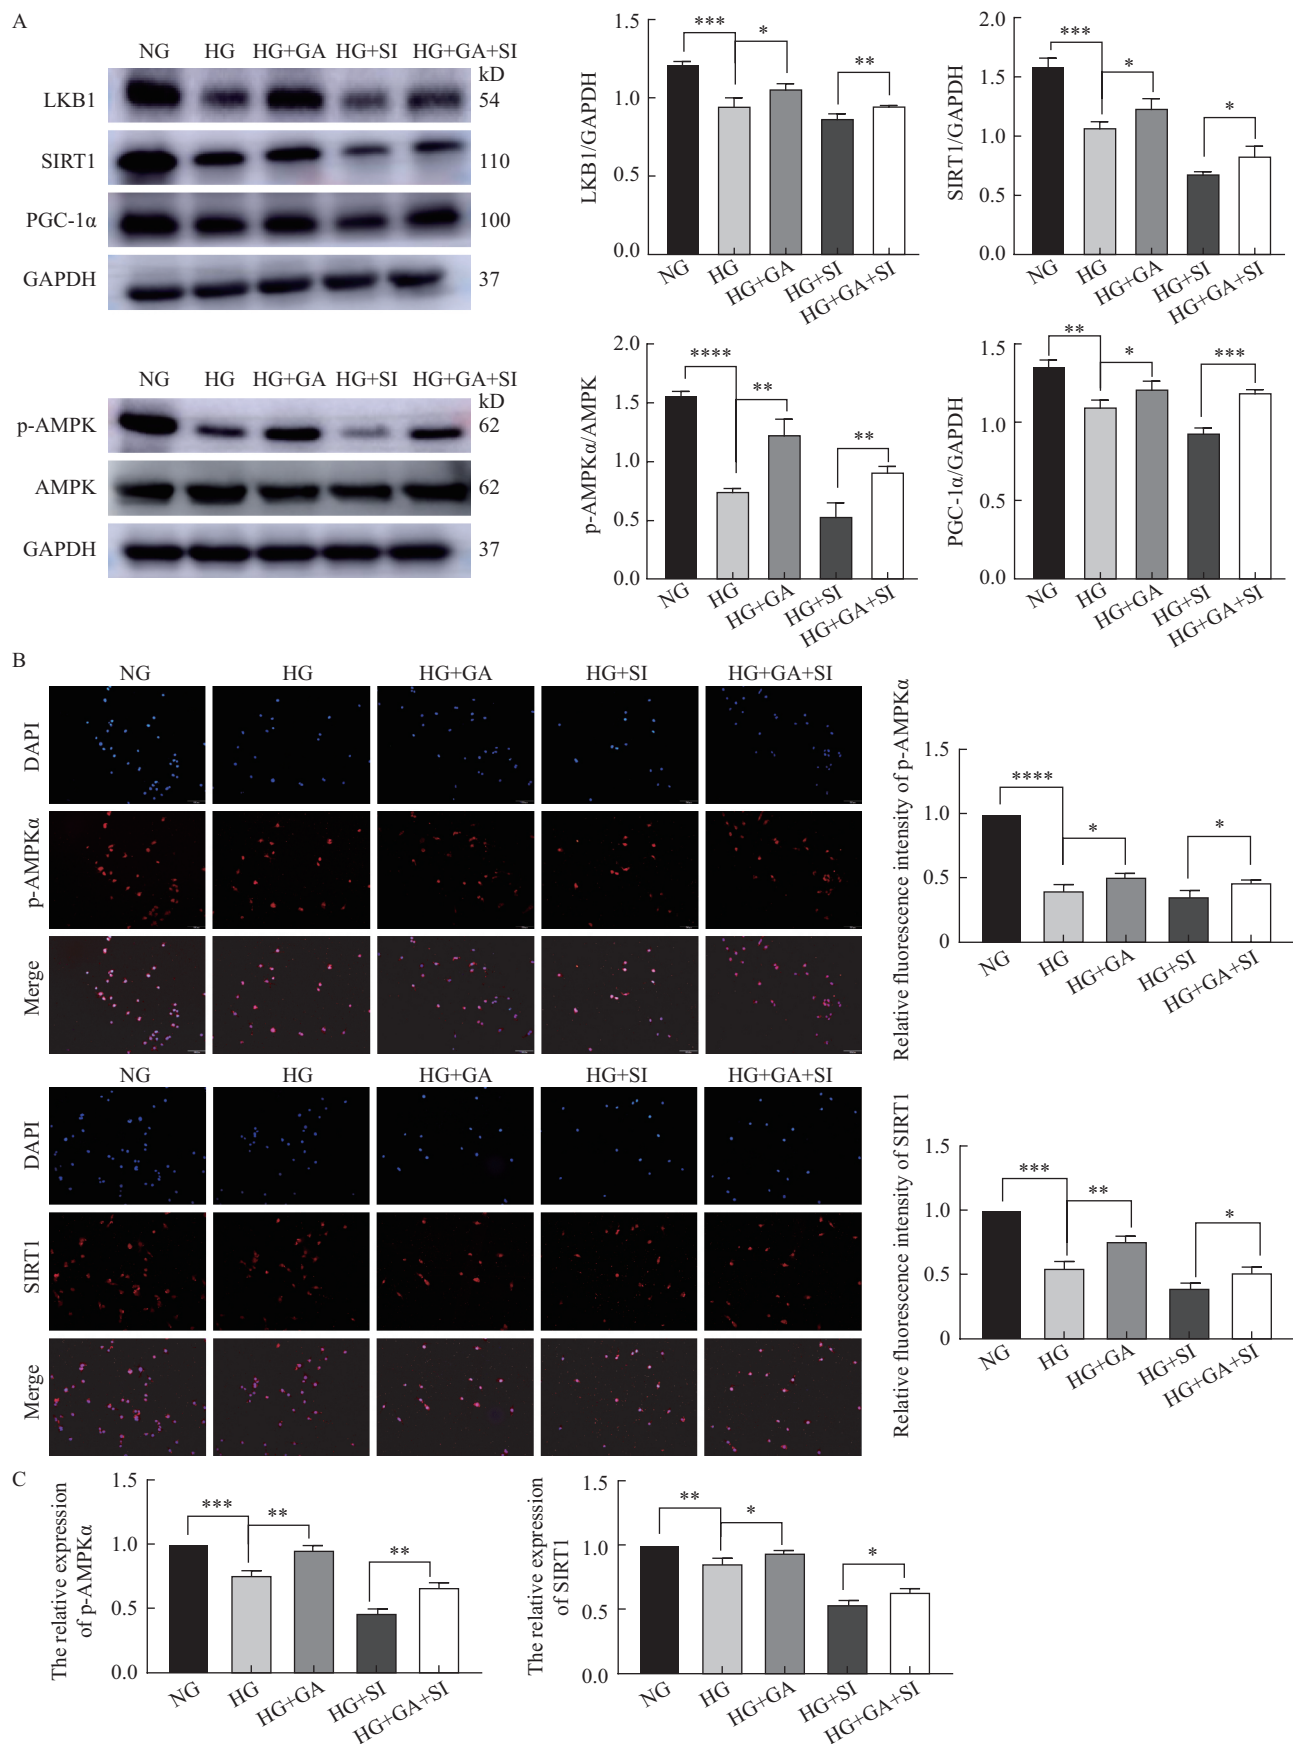 A
NG HG HG+GA HG+SI HG+GA+SI
kD
LKB1 54
SIRT1 110
PGC-1α 100
GAPDH 37
LKB1/GAPDH
1.5
1.0
0.5
0.0
*** * **
NG HG HG+GA HG+SI HG+GA+SI
SIRT1/GAPDH
2.0
1.5
1.0
0.5
0.0
*** * *
NG HG HG+GA HG+SI HG+GA+SI
NG HG HG+GA HG+SI HG+GA+SI
kD
p-AMPK 62
AMPK 62
GAPDH 37
p-AMPKα/AMPK
2.0
1.5
1.0
0.5
0.0
**** ** **
NG HG HG+GA HG+SI HG+GA+SI
PGC-1α/GAPDH
1.5
1.0
0.5
0.0
** * ***
NG HG HG+GA HG+SI HG+GA+SI
B
NG HG HG+GA HG+SI HG+GA+SI
DAPI
p-AMPKα
Merge
Relative fluorescence intensity of p-AMPKα
1.5
1.0
0.5
0
**** * *
NG HG HG+GA HG+SI HG+GA+SI
NG HG HG+GA HG+SI HG+GA+SI
DAPI
SIRT1
Merge
Relative fluorescence intensity of SIRT1
1.5
1.0
0.5
0
*** ** *
NG HG HG+GA HG+SI HG+GA+SI
C
The relative expression
of p-AMPKα
1.5
1.0
0.5
0.0
*** ** **
NG HG HG+GA HG+SI HG+GA+SI
The relative expression
of SIRT1
1.5
1.0
0.5
0.0
** * *
NG HG HG+GA HG+SI HG+GA+SI